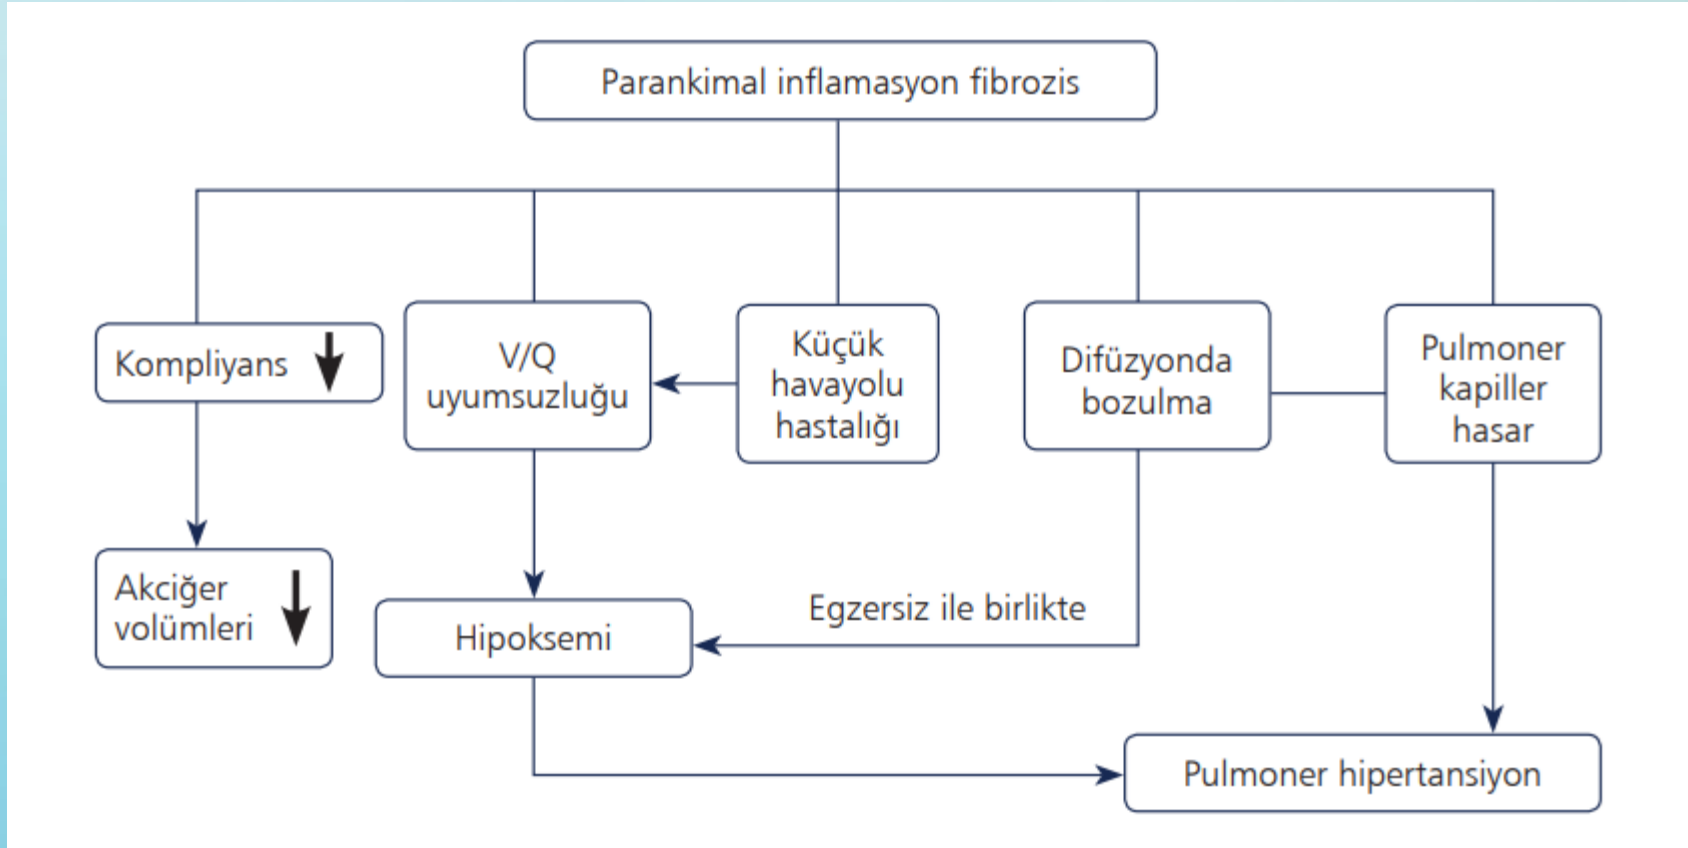 Parankimal inflamasyon fibrozis
Kompliyans
V/Q
uyumsuzluğu
Küçük
havayolu
hastalığı
Difüzyonda
bozulma
Pulmoner
kapiller
hasar
Akciğer
volümleri
Egzersiz ile birlikte
Hipoksemi
Pulmoner hipertansiyon